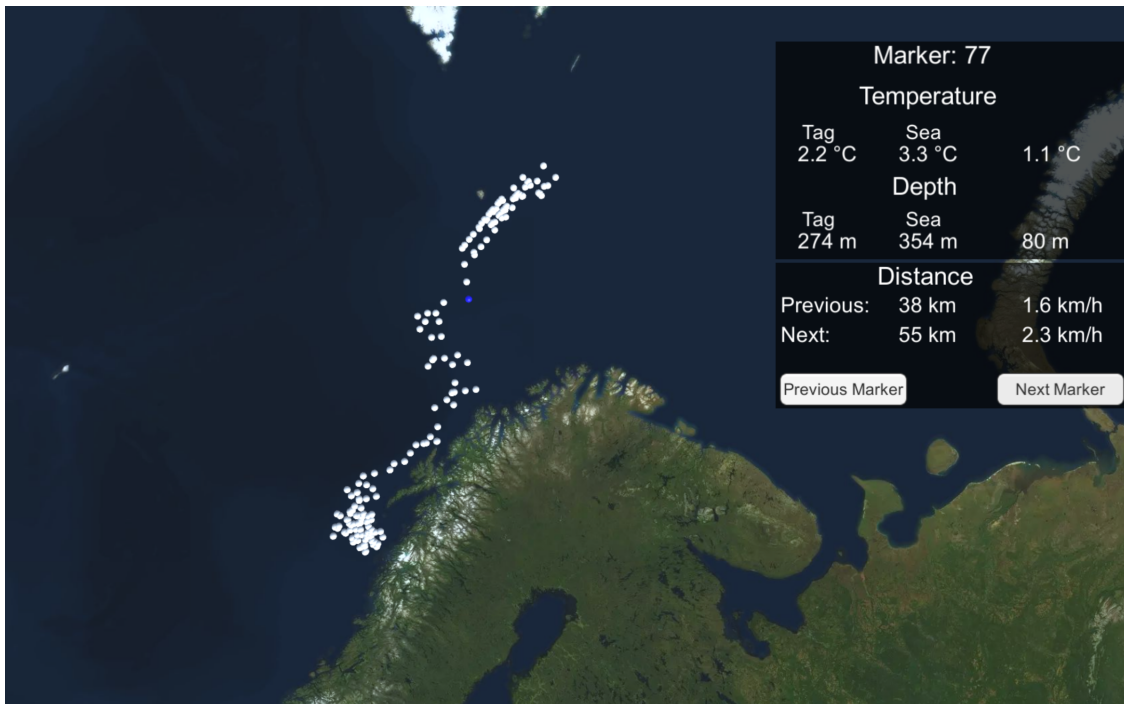 Marker: 77
Temperature
Tag Sea
2.2 °C 3.3 °C 1.1 °C
Depth
Tag Sea
274 m 354 m 80 m
Distance
Previous: 38 km 1.6 km/h
Next: 55 km 2.3 km/h
Previous Marker Next Marker